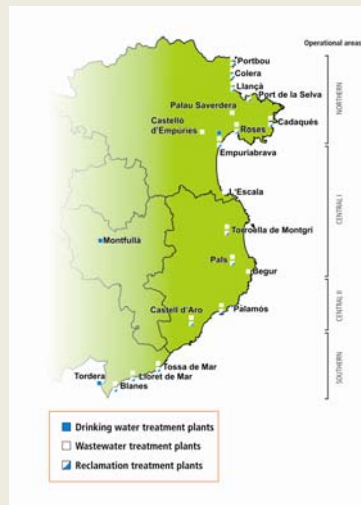 Operational areas
Portbou
Colera
Llançà
Port de la Selva
Palau Saverdera
Castelló
d'Empúries
Cadaqués
Roses
Empuriabrava
L'Escala
Torroella de Montgrí
Montfullà
Pals
Begur
Castell d'Aro
Palamós
Tossa de Mar
Tordera
Lloret de Mar
Blanes
NORTHERN
CENTRAL I
CENTRAL II
SOUTHERN
Drinking water treatment plants
Wastewater treatment plants
Reclamation treatment plants